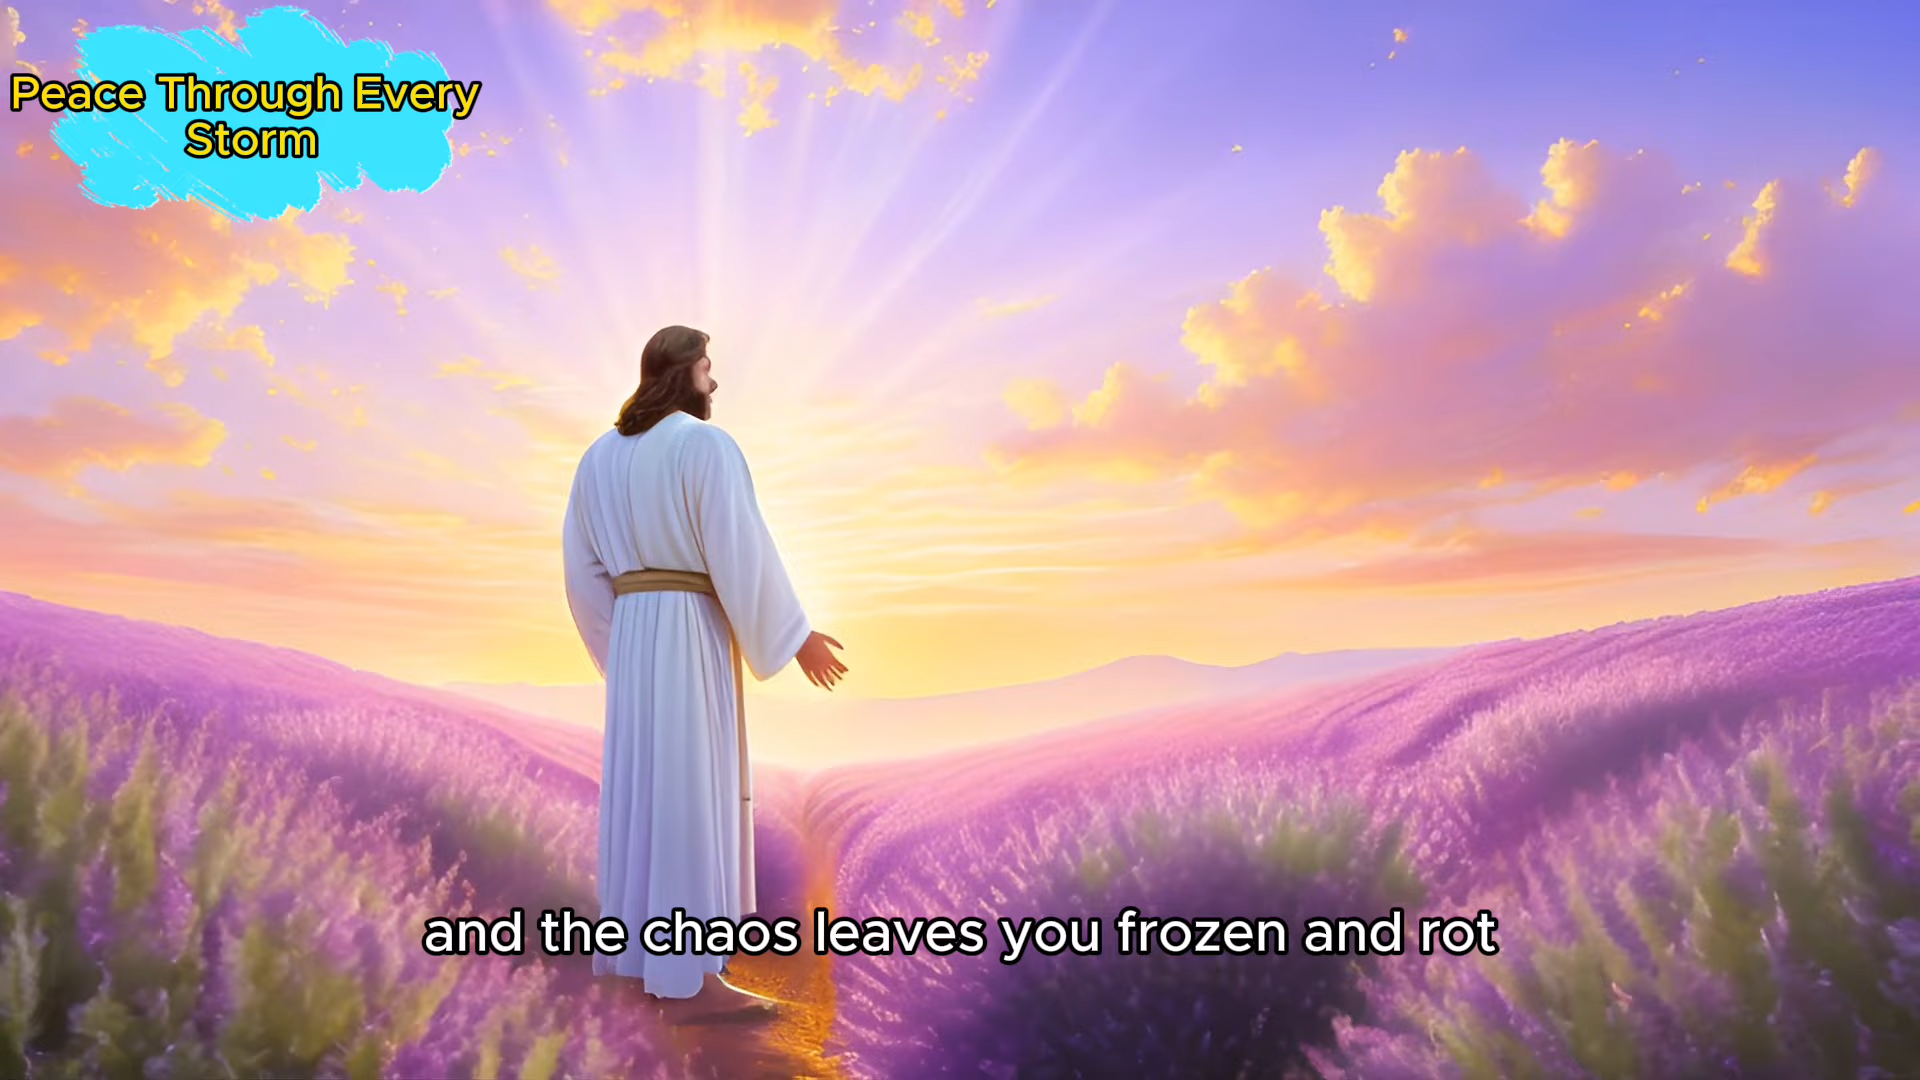 Peace Through Every
Storm
and the chaos leaves you frozen and rot